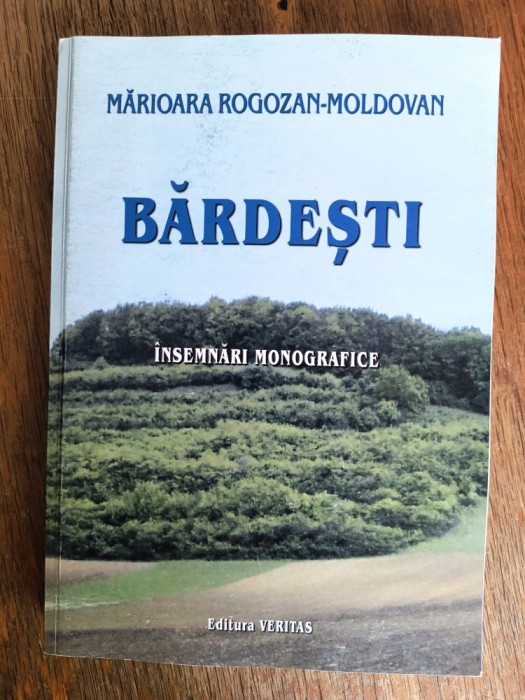 MĂRIOARA ROGOZAN-MOLDOVAN
BĂRDEȘTI
ÎNSEMNĂRI MONOGRAFICE
Editura VERITAS